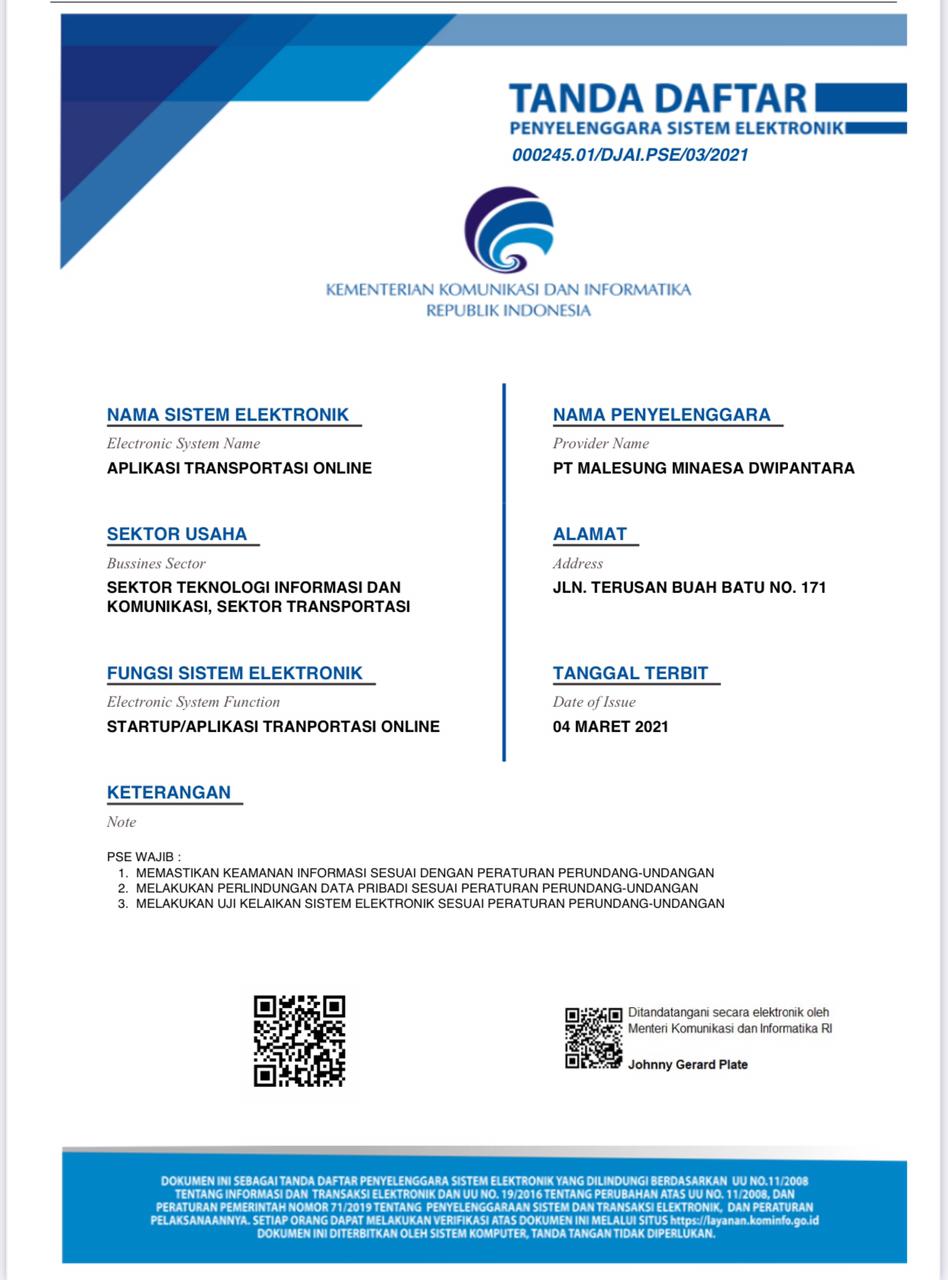 TANDA DAFTAR
PENYELENGGARA SISTEM ELEKTRONIK
000245.01/DJAI.PSE/03/2021
KEMENTERIAN KOMUNIKASI DAN INFORMATIKA
REPUBLIK INDONESIA
NAMA SISTEM ELEKTRONIK
Electronic System Name
APLIKASI TRANSPORTASI ONLINE
NAMA PENYELENGGARA
Provider Name
PT MALESUNG MINAESA DWIPANTARA
SEKTOR USAHA
Bussines Sector
SEKTOR TEKNOLOGI INFORMASI DAN
KOMUNIKASI, SEKTOR TRANSPORTASI
ALAMAT
Address
JLN. TERUSAN BUAH BATU NO. 171
FUNGSI SISTEM ELEKTRONIK
Electronic System Function
STARTUP/APLIKASI TRANPORTASI ONLINE
TANGGAL TERBIT
Date of Issue
04 MARET 2021
KETERANGAN
Note
PSE WAJIB :
1. MEMASTIKAN KEAMANAN INFORMASI SESUAI DENGAN PERATURAN PERUNDANG-UNDANGAN
2. MELAKUKAN PERLINDUNGAN DATA PRIBADI SESUAI PERATURAN PERUNDANG-UNDANGAN
3. MELAKUKAN UJI KELAIKAN SISTEM ELEKTRONIK SESUAI PERATURAN PERUNDANG-UNDANGAN
Ditandatangani secara elektronik oleh
Menteri Komunikasi dan Informatika RI
Johnny Gerard Plate
DOKUMEN INI SEBAGAI TANDA DAFTAR PENYELENGGARA SISTEM ELEKTRONIK YANG DILINDUNGI BERDASARKAN UU NO.11/2008
TENTANG INFORMASI DAN TRANSAKSI ELEKTRONIK DAN UU NO. 19/2016 TENTANG PERUBAHAN ATAS UU NO. 11/2008, DAN
PERATURAN PEMERINTAH NOMOR 71/2019 TENTANG PENYELENGGARAAN SISTEM DAN TRANSAKSI ELEKTRONIK, DAN PERATURAN
PELAKSANAANNYA. SETIAP ORANG DAPAT MELAKUKAN VERIFIKASI ATAS DOKUMEN INI MELALUI SITUS https://layanan.kominfo.go.id
DOKUMEN INI DITERBITKAN OLEH SISTEM KOMPUTER, TANDA TANGAN TIDAK DIPERLUKAN.